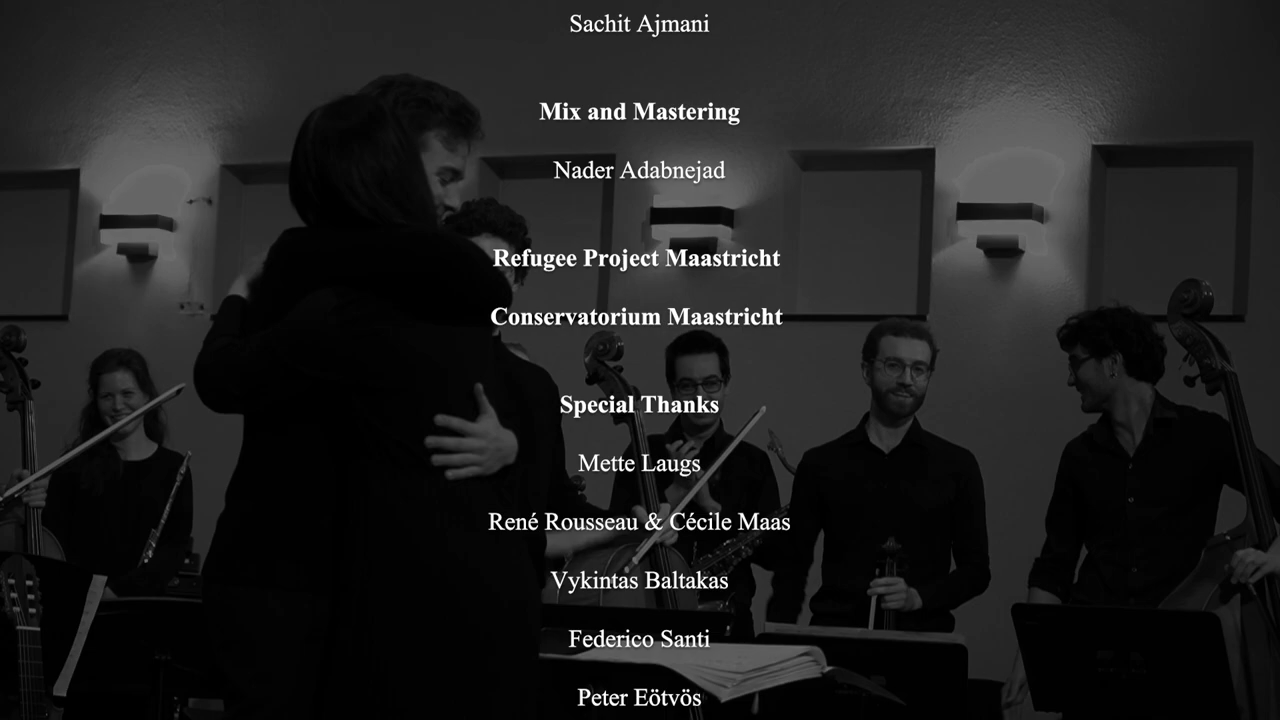 Sachit Ajmani
Mix and Mastering
Nader Adabnejad
Refugee Project Maastricht
Conservatorium Maastricht
Special Thanks
Mette Laugs
René Rousseau & Cécile Maas
Vykintas Baltakas
Federico Santi
Peter Eötvös